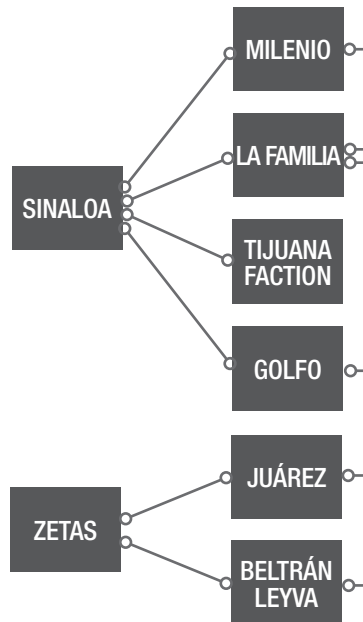 MILENIO
LA FAMILIA
SINALOA
TIJUANA
FACTION
GOLFO
JUÁREZ
ZETAS
BELTRÁN
LEYVA